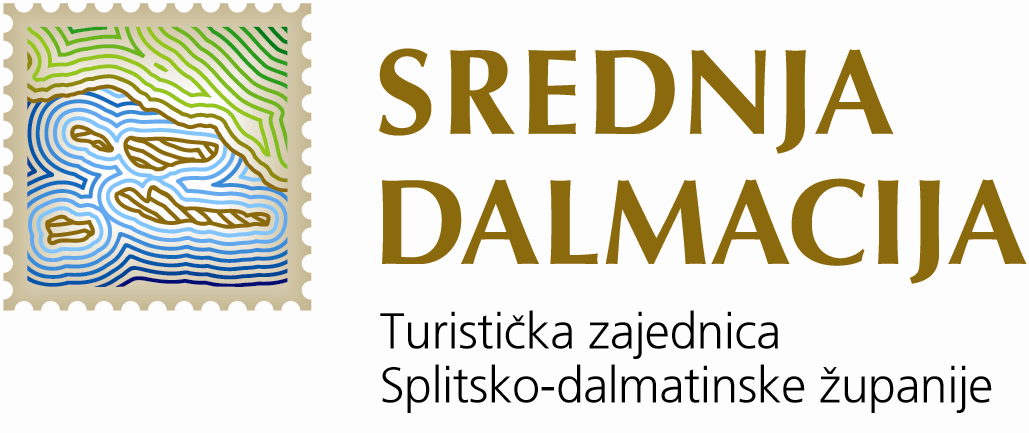 SREDNJA
DALMACIJA
Turistička zajednica
Splitsko-dalmatinske županije